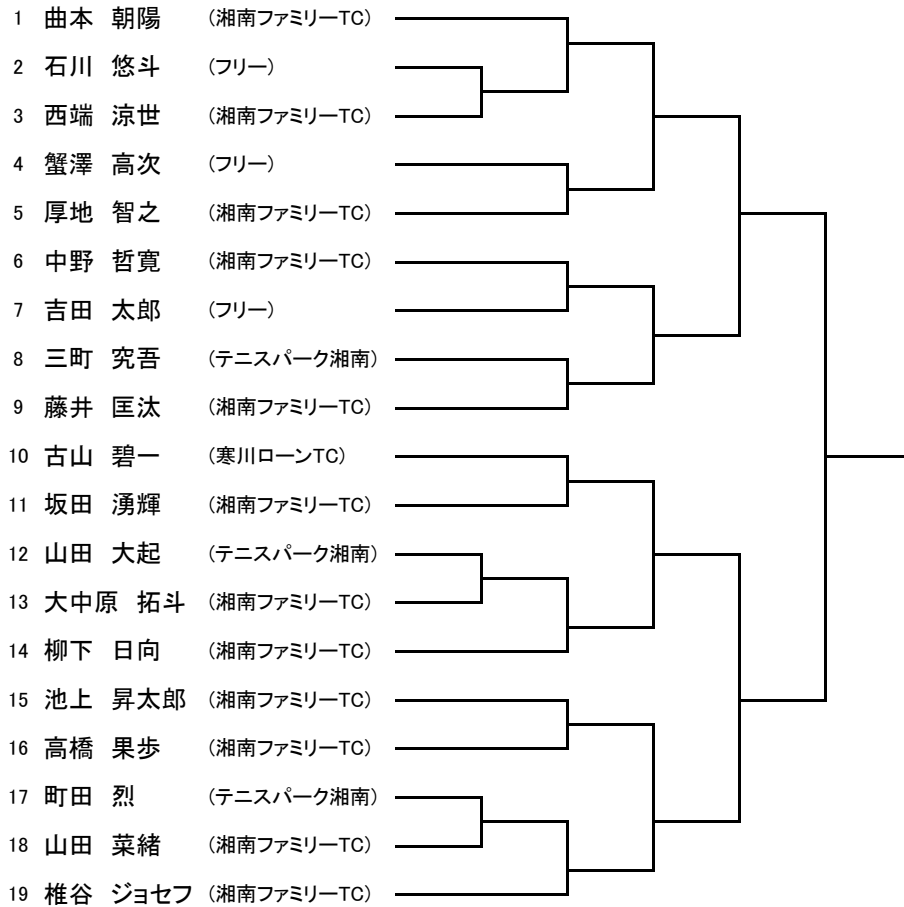 1 曲本 朝陽 (湘南ファミリーTC)
2 石川 悠斗 (フリー)
3 西端 涼世 (湘南ファミリーTC)
4 蟹澤 高次 (フリー)
5 厚地 智之 (湘南ファミリーTC)
6 中野 哲寛 (湘南ファミリーTC)
7 吉田 太郎 (フリー)
8 三町 究吾 (テニスパーク湘南)
9 藤井 匡汰 (湘南ファミリーTC)
10 古山 碧一 (寒川ローンTC)
11 坂田 湧輝 (湘南ファミリーTC)
12 山田 大起 (テニスパーク湘南)
13 大中原 拓斗 (湘南ファミリーTC)
14 柳下 日向 (湘南ファミリーTC)
15 池上 昇太郎 (湘南ファミリーTC)
16 高橋 果歩 (湘南ファミリーTC)
17 町田 烈 (テニスパーク湘南)
18 山田 菜緒 (湘南ファミリーTC)
19 椎谷 ジョセフ (湘南ファミリーTC)